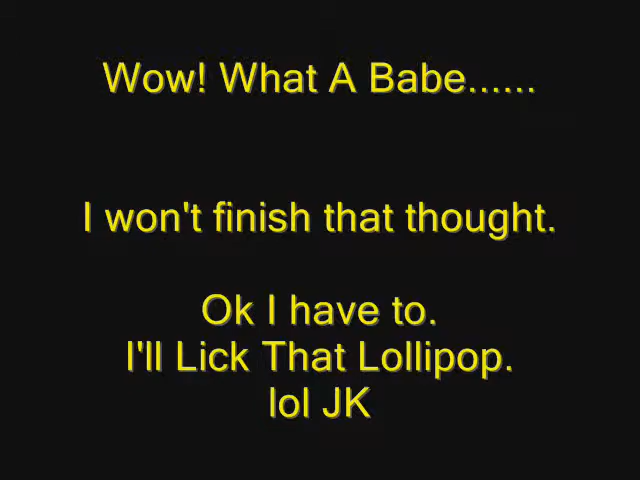 Wow! What A Babe......
I won't finish that thought.
Ok I have to.
I'll Lick That Lollipop.
lol JK